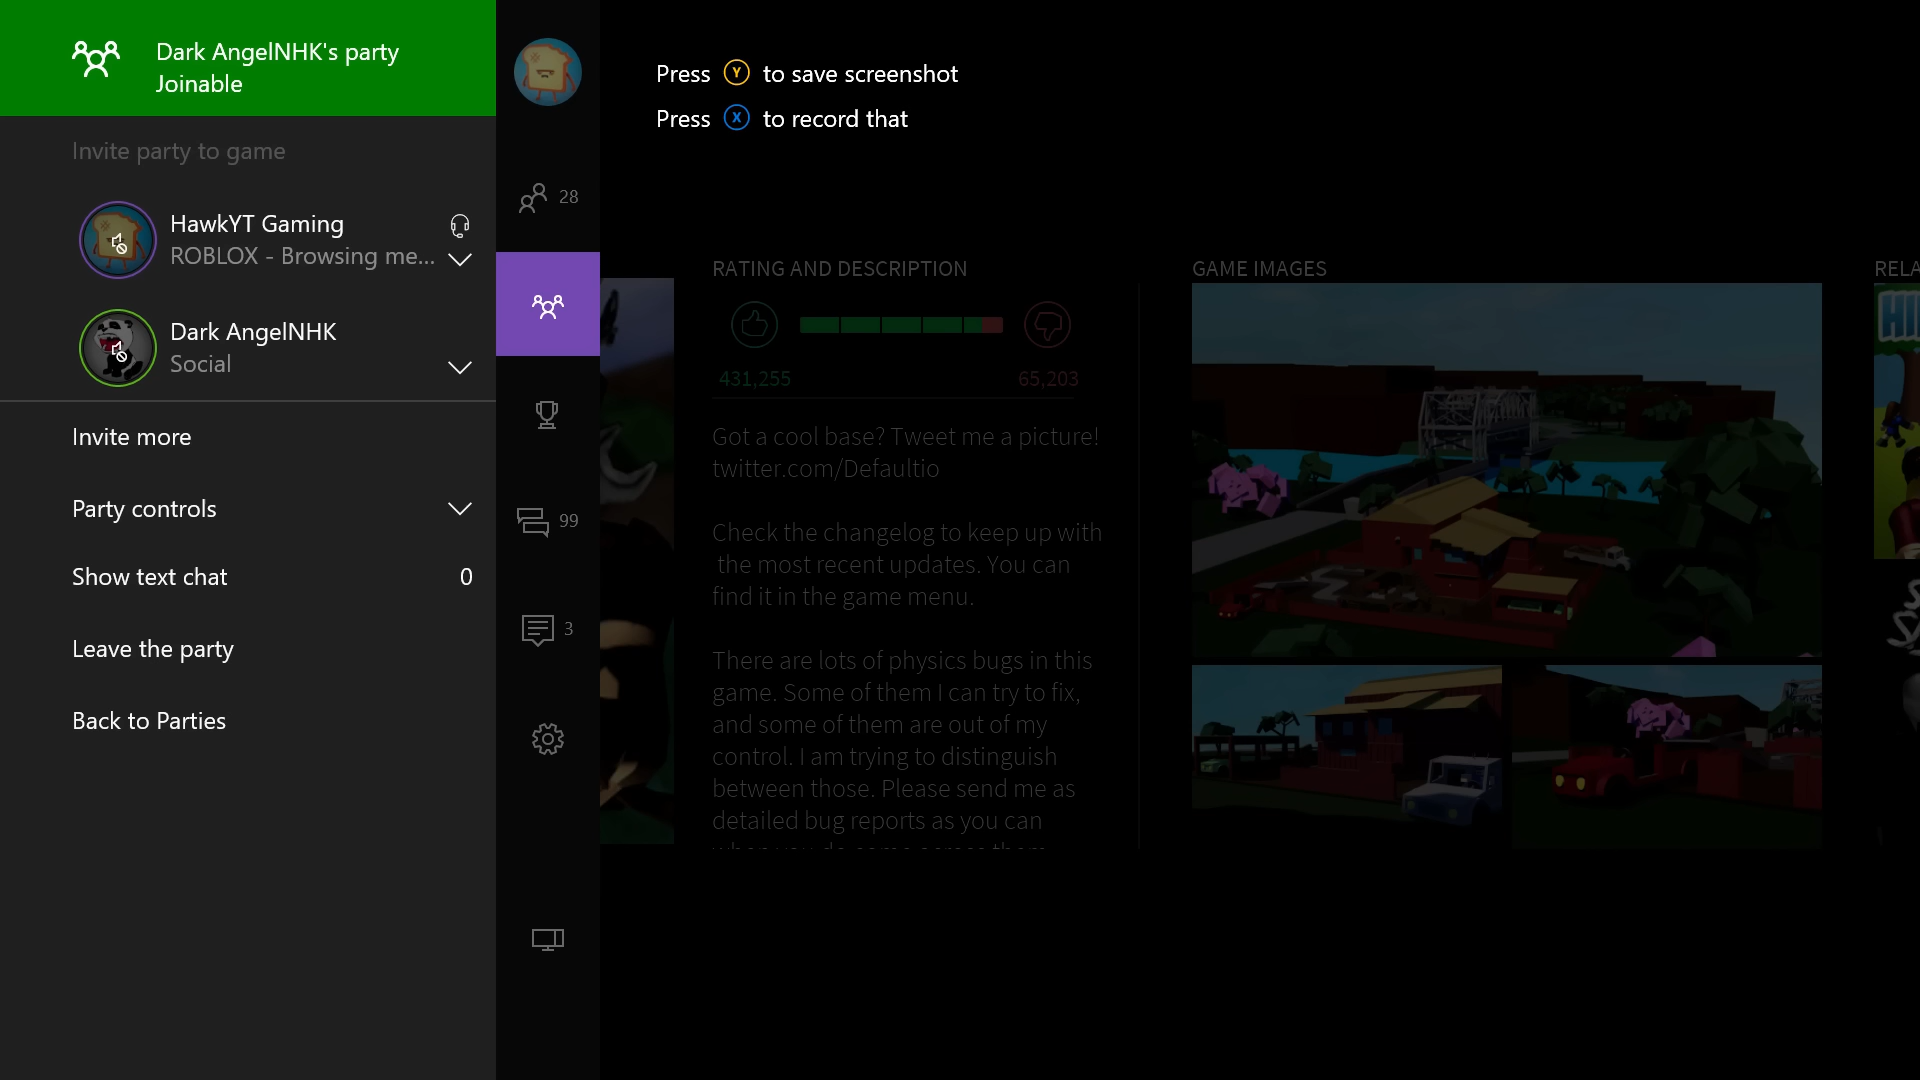 Dark AngelNHK's party
Joinable
Invite party to game
HawkYT Gaming
ROBLOX - Browsing me...
Dark AngelNHK
Social
Invite more
Party controls
Show text chat 0
Leave the party
Back to Parties
28
99
3
Press Y to save screenshot
Press X to record that
RATING AND DESCRIPTION
431,255 65,203
Got a cool base? Tweet me a picture!
twitter.com/Defaultio
Check the changelog to keep up with
the most recent updates. You can
find it in the game menu.
There are lots of physics bugs in this
game. Some of them I can try to fix,
and some of them are out of my
control. I am trying to distinguish
between those. Please send me as
detailed bug reports as you can
GAME IMAGES
RELA